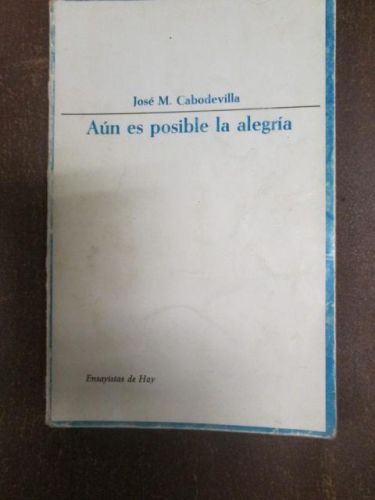 José M. Cabodevilla
Aún es posible la alegría
Ensayistas de Hoy